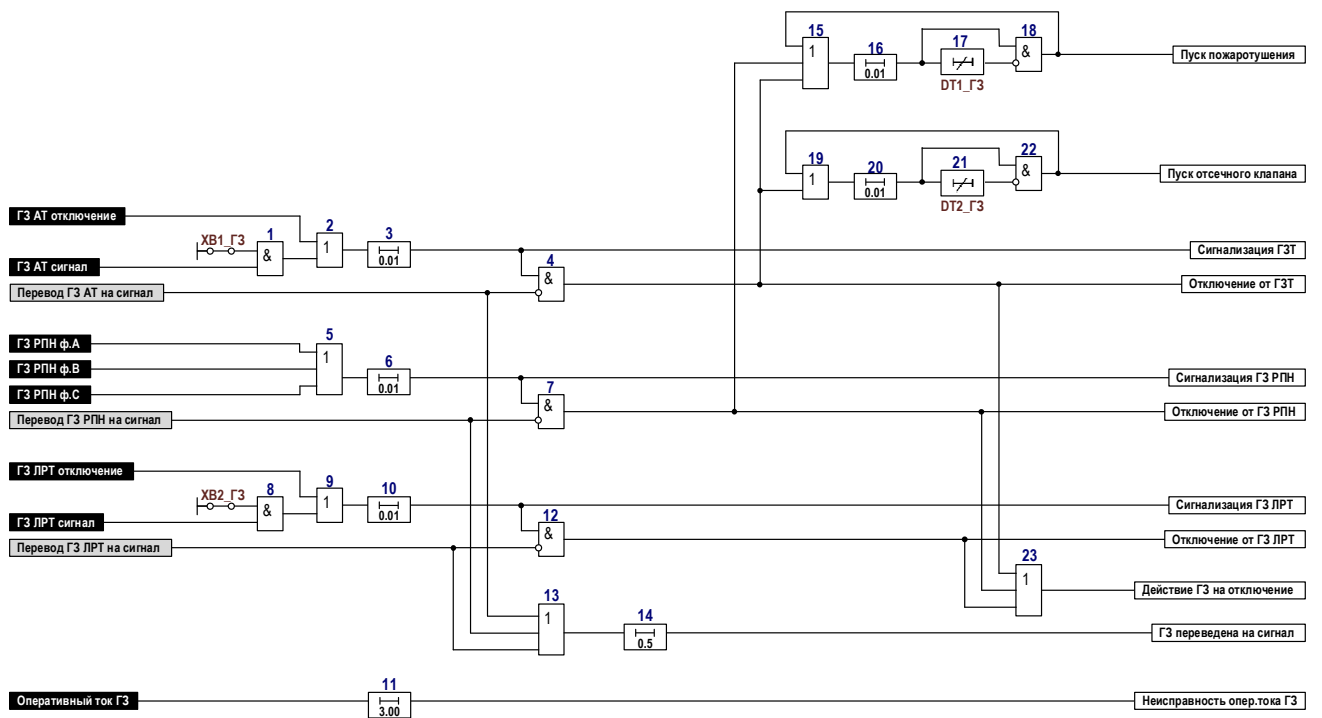 15
1
16
0.01
17
DT1_ГЗ
18
&
Пуск пожаротушения
19
1
20
0.01
21
DT2_ГЗ
22
&
Пуск отсечного клапана
ГЗ АТ отключение
XB1_ГЗ
1
&
2
1
3
0.01
Сигнализация ГЗТ
ГЗ АТ сигнал
4
&
Перевод ГЗ АТ на сигнал
Отключение от ГЗТ
ГЗ РПН ф.А
5
1
ГЗ РПН ф.В
6
0.01
Сигнализация ГЗ РПН
ГЗ РПН ф.С
7
&
Перевод ГЗ РПН на сигнал
Отключение от ГЗ РПН
ГЗ ЛРТ отключение
XB2_ГЗ
8
&
9
1
10
0.01
Сигнализация ГЗ ЛРТ
ГЗ ЛРТ сигнал
12
&
Перевод ГЗ ЛРТ на сигнал
Отключение от ГЗ ЛРТ
23
1
Действие ГЗ на отключение
13
1
14
0.5
ГЗ переведена на сигнал
Оперативный ток ГЗ
11
3.00
Неисправность опер.тока ГЗ